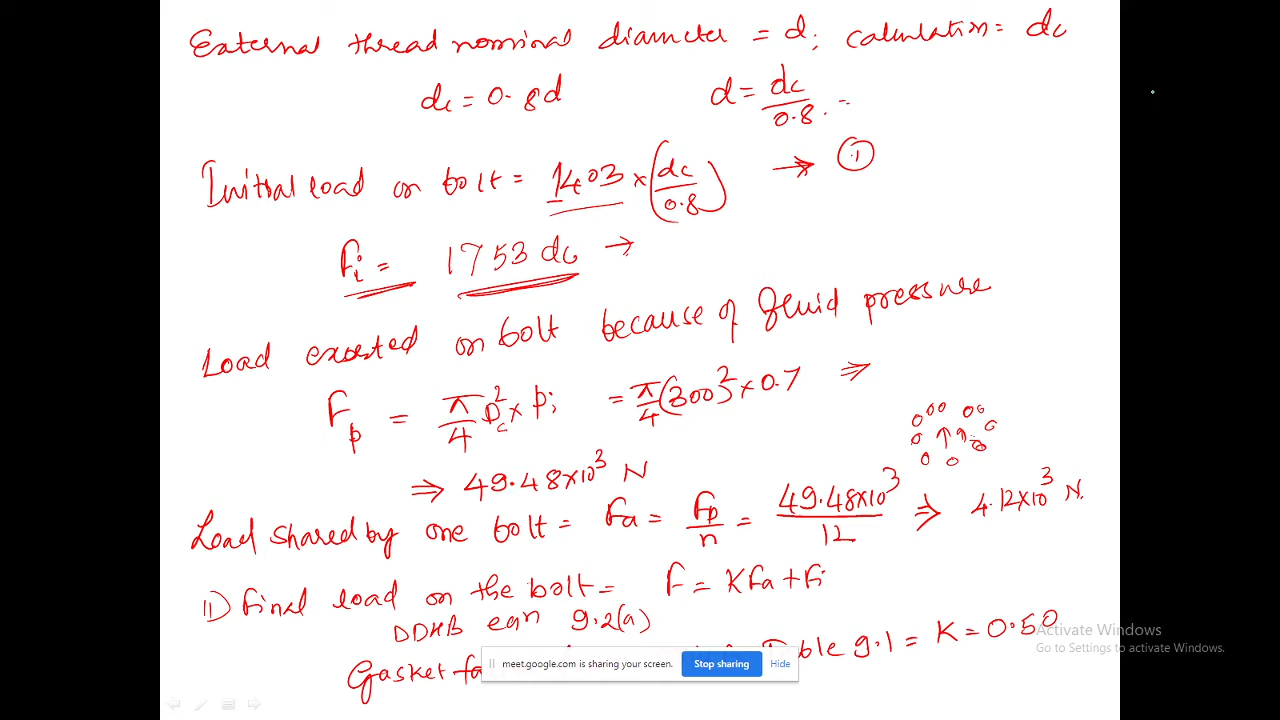 External thread nominal diameter = d; calculation = dc
dc = 0.8d d = dc/0.8
Initial load on bolt = 1403 × (dc/0.8) → ①
Fi = 1753 dc →
Load exerted on bolt because of fluid pressure
Fp = π/4 Dc² × pi = π/4 (300)² × 0.7 ⇒
⇒ 49.48×10³ N
Load shared by one bolt = Fa = Fp/n = 49.48×10³/12 ⇒ 4.12×10³ N.
11) Final load on the bolt = F = KFa + Fi
DDHB eqn 9.2(a)
Gasket 9.1 = K = 0.50
Activate Windows
Go to Settings to activate Windows.
meet.google.com is sharing your screen. Stop sharing Hide